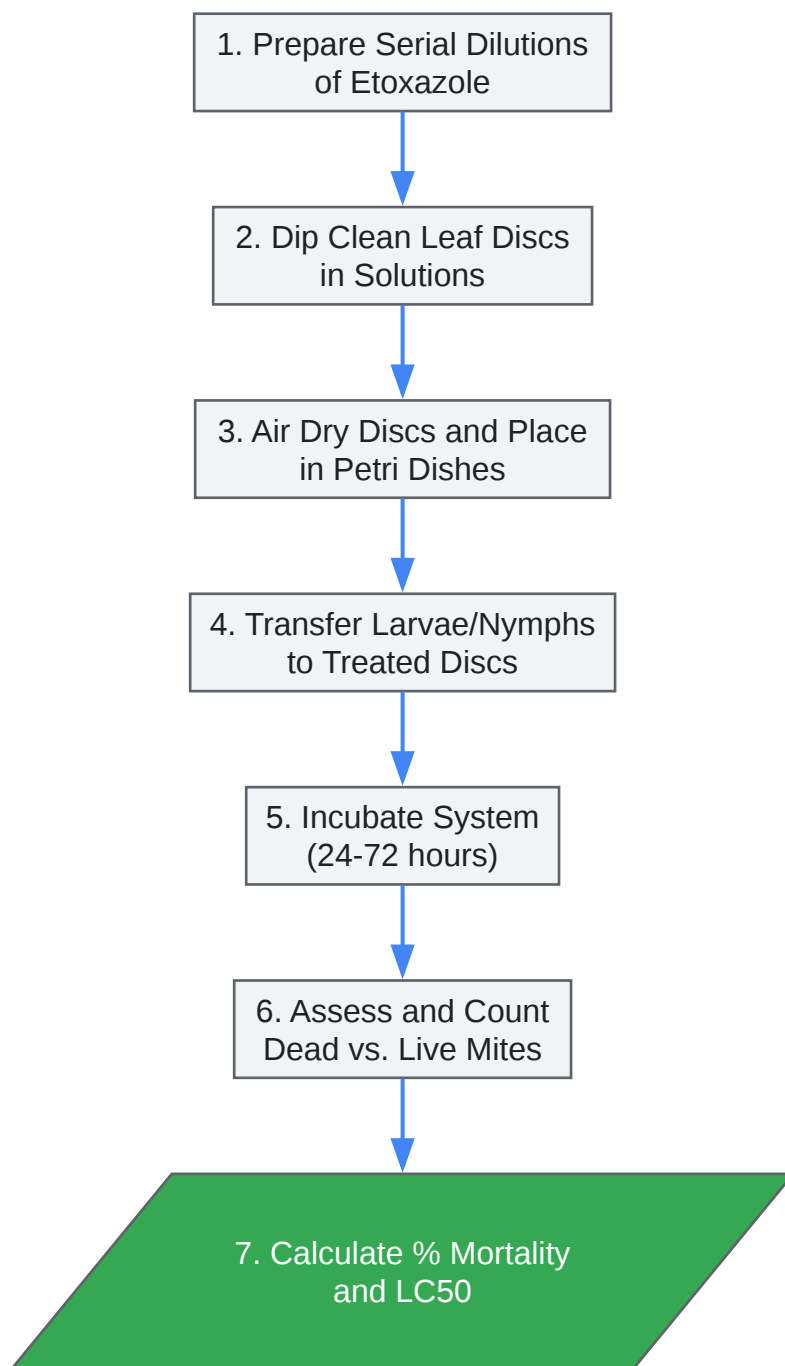 1. Prepare Serial Dilutions
of Etoxazole
2. Dip Clean Leaf Discs
in Solutions
3. Air Dry Discs and Place
in Petri Dishes
4. Transfer Larvae/Nymphs
to Treated Discs
5. Incubate System
(24-72 hours)
6. Assess and Count
Dead vs. Live Mites
7. Calculate % Mortality
and LC50